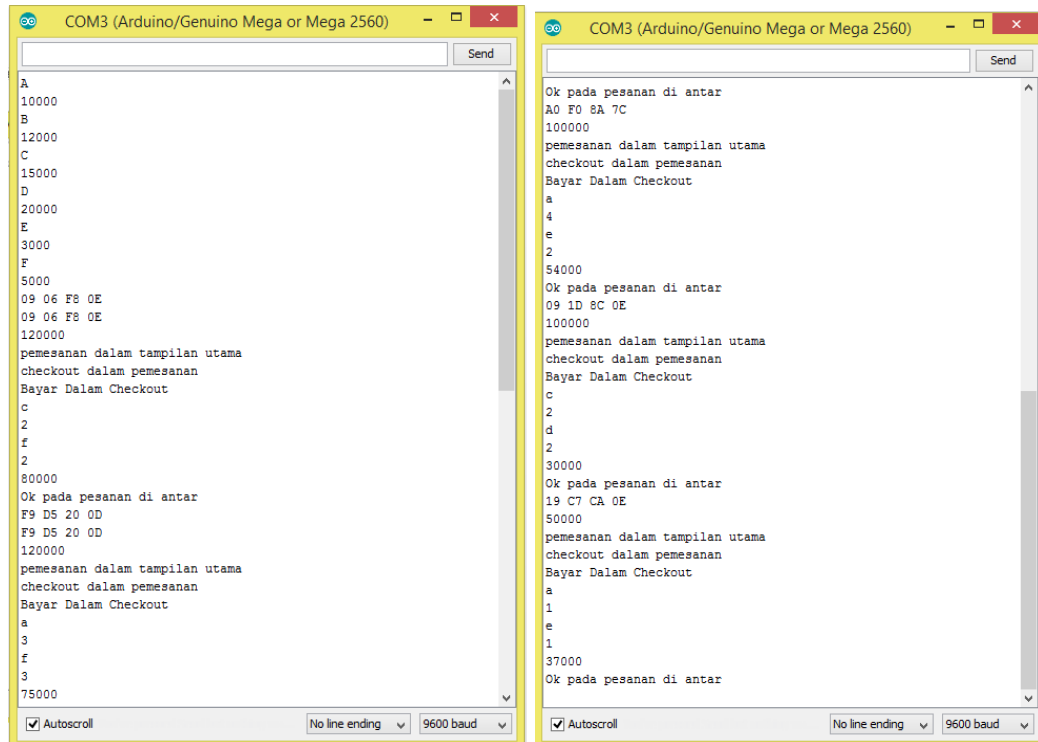 COM3 (Arduino/Genuino Mega or Mega 2560)
Send
A
10000
B
12000
C
15000
D
20000
E
3000
F
5000
09 06 F8 0E
09 06 F8 0E
120000
pemesanan dalam tampilan utama
checkout dalam pemesanan
Bayar Dalam Checkout
c
2
f
2
80000
Ok pada pesanan di antar
F9 D5 20 0D
F9 D5 20 0D
120000
pemesanan dalam tampilan utama
checkout dalam pemesanan
Bayar Dalam Checkout
a
3
f
3
75000
Autoscroll
No line ending
9600 baud
COM3 (Arduino/Genuino Mega or Mega 2560)
Send
Ok pada pesanan di antar
A0 F0 8A 7C
100000
pemesanan dalam tampilan utama
checkout dalam pemesanan
Bayar Dalam Checkout
a
4
e
2
54000
Ok pada pesanan di antar
09 1D 8C 0E
100000
pemesanan dalam tampilan utama
checkout dalam pemesanan
Bayar Dalam Checkout
c
2
d
2
30000
Ok pada pesanan di antar
19 C7 CA 0E
50000
pemesanan dalam tampilan utama
checkout dalam pemesanan
Bayar Dalam Checkout
a
1
e
1
37000
Ok pada pesanan di antar
Autoscroll
No line ending
9600 baud